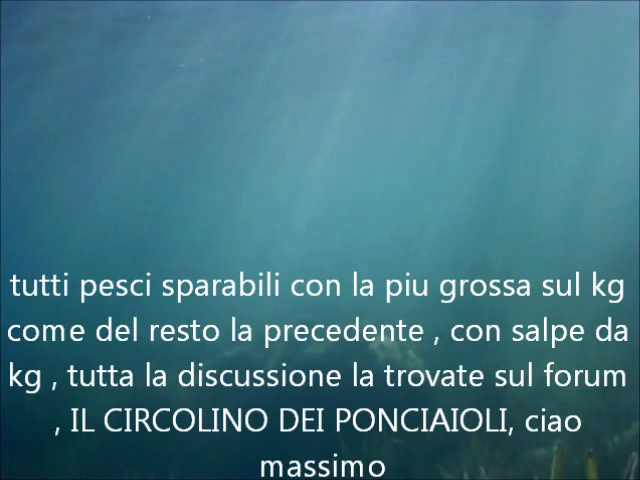 tutti pesci sparabili con la piu grossa sul kg
come del resto la precedente , con salpe da
kg , tutta la discussione la trovate sul forum
, IL CIRCOLINO DEI PONCIAIOLI, ciao
massimo